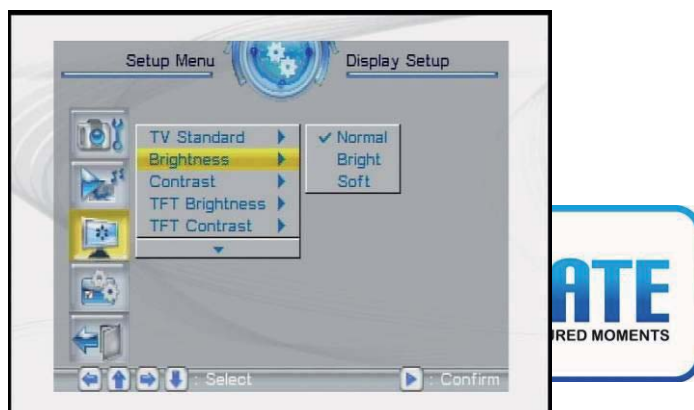 Setup Menu
Display Setup
TV Standard
Brightness
Contrast
TFT Brightness
TFT Contrast
Normal
Bright
Soft
: Select
: Confirm
ATE
URED MOMENTS